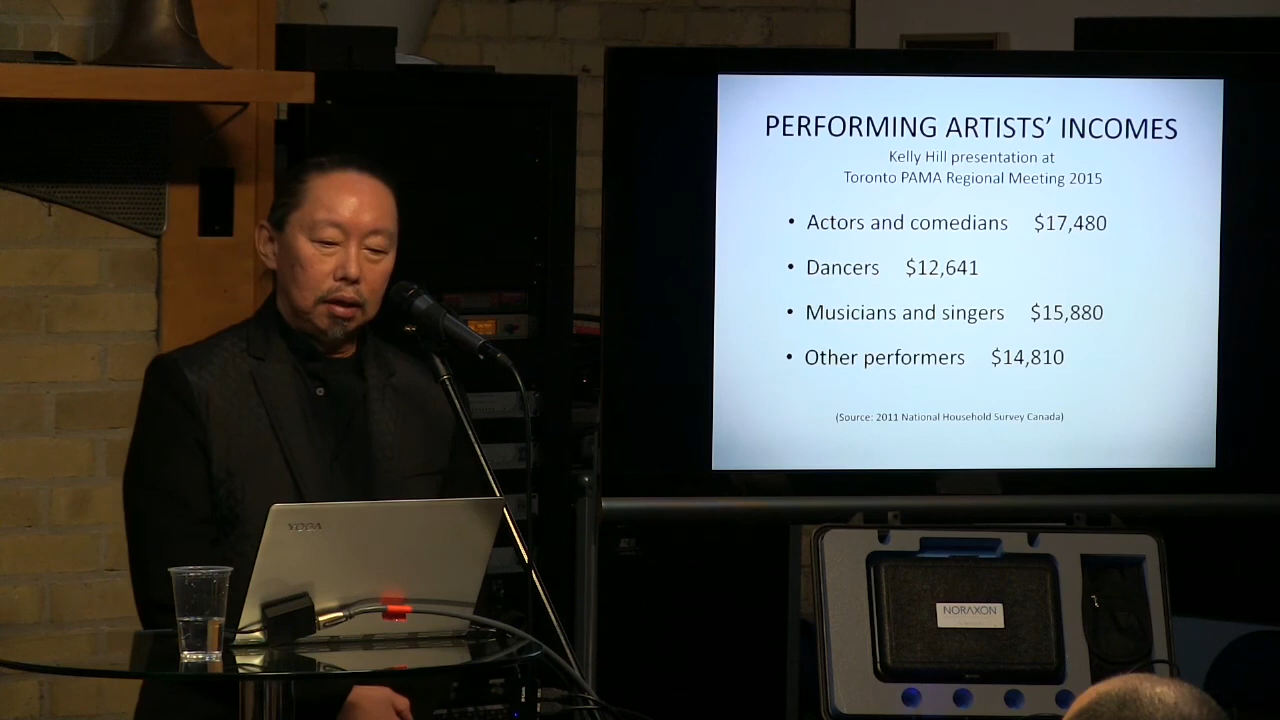 PERFORMING ARTISTS' INCOMES
Kelly Hill presentation at
Toronto PAMA Regional Meeting 2015
• Actors and comedians $17,480
• Dancers $12,641
• Musicians and singers $15,880
• Other performers $14,810
(Source: 2011 National Household Survey Canada)
YOGA
NORAXON